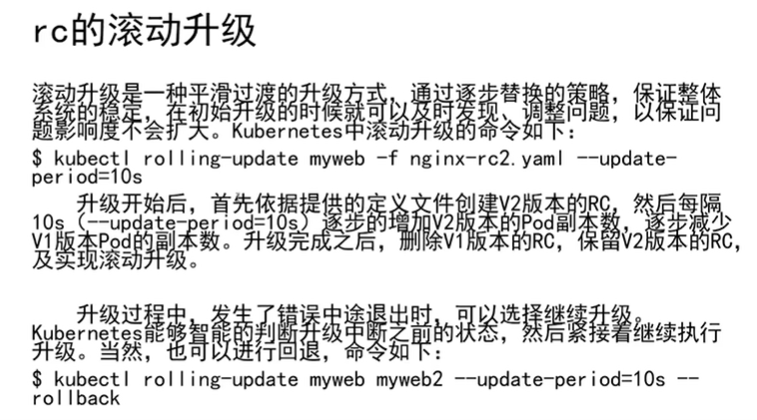 rc的滚动升级
滚动升级是一种平滑过渡的升级方式，通过逐步替换的策略，保证整体
系统的稳定，在初始升级的时候就可以及时发现、调整问题，以保证问
题影响度不会扩大。Kubernetes中滚动升级的命令如下：
$ kubectl rolling-update myweb -f nginx-rc2.yaml --update-
period=10s
升级开始后，首先依据提供的定义文件创建V2版本的RC，然后每隔
10s（--update-period=10s）逐步的增加V2版本的Pod副本数，逐步减少
V1版本Pod的副本数。升级完成之后，删除V1版本的RC，保留V2版本的RC，
及实现滚动升级。
升级过程中，发生了错误中途退出时，可以选择继续升级。
Kubernetes能够智能的判断升级中断之前的状态，然后紧接着继续执行
升级。当然，也可以进行回退，命令如下：
$ kubectl rolling-update myweb myweb2 --update-period=10s --
rollback